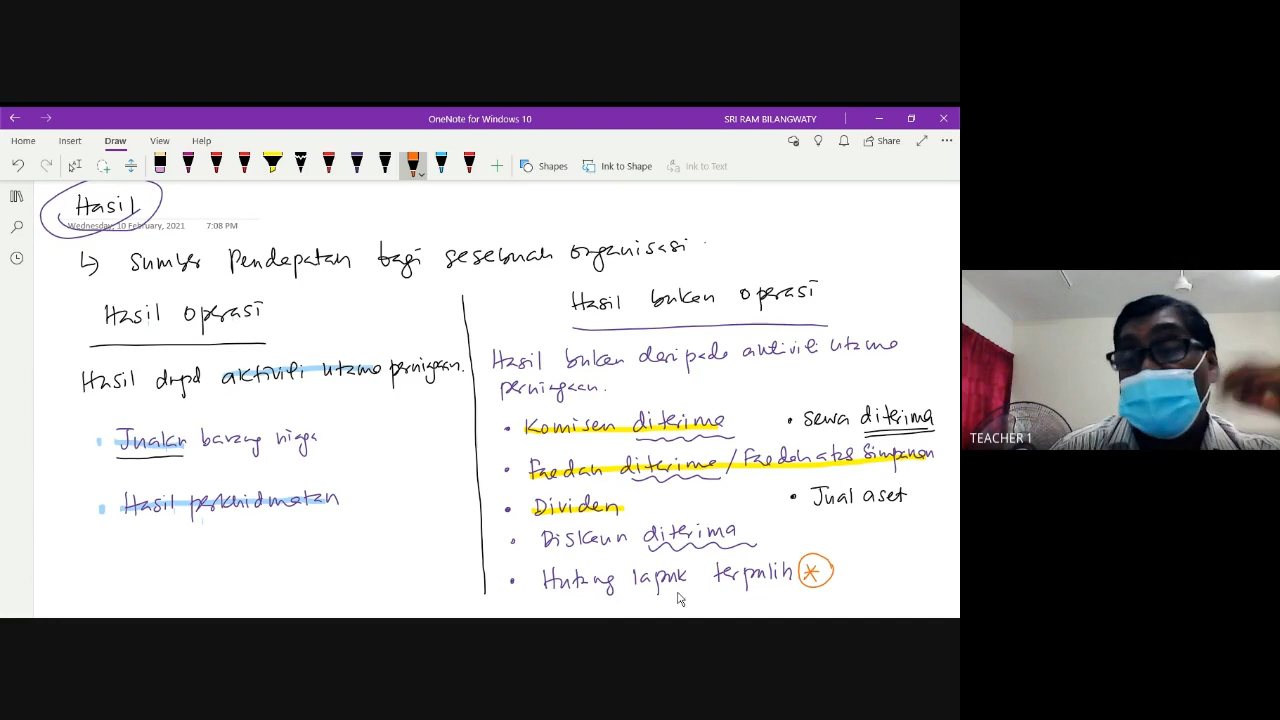 OneNote for Windows 10
SRI RAM BILANGWATY
Home Insert Draw View Help
Share
Shapes
Ink to Shape
Ink to Text
Hasil
Wednesday, 10 February, 2021 7:08 PM
↳ Sumber Pendapatan bagi sesebuah organisasi
Hasil operasi
Hasil drpd aktiviti utama perniagaan.
• Jualan barang niaga
• Hasil perkhidmatan
Hasil bukan operasi
Hasil bukan daripada aktiviti utama
perniagaan.
• Komisen diterima
• Faedah diterima / Faedah atas Simpanan
• Dividen
• Diskaun diterima
• Hutang lapuk terpulih *
• sewa diterima
• Jual aset
TEACHER 1